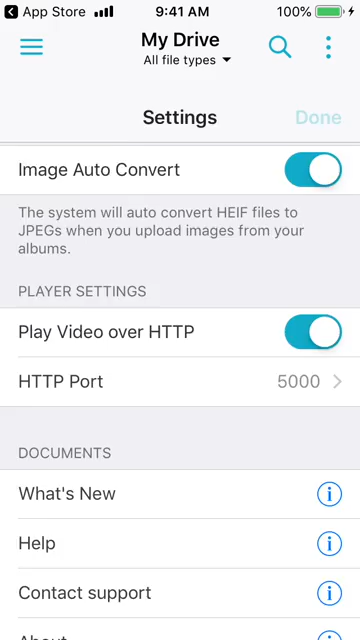 App Store 9:41 AM 100%
My Drive
All file types
Settings Done
Image Auto Convert
The system will auto convert HEIF files to
JPEGs when you upload images from your
albums.
PLAYER SETTINGS
Play Video over HTTP
HTTP Port 5000
DOCUMENTS
What's New
Help
Contact support
About